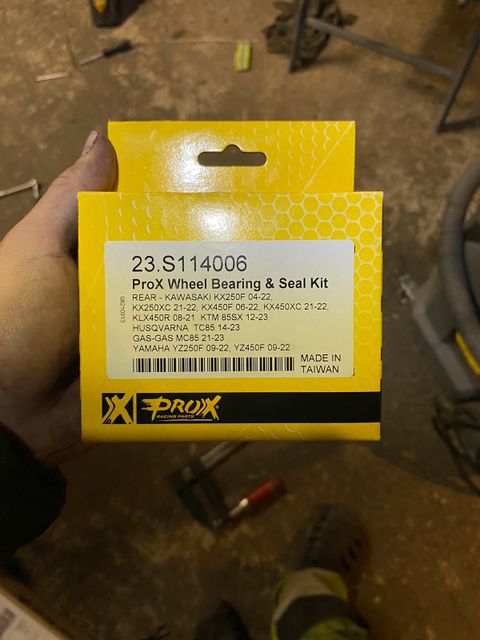 23.S114006
ProX Wheel Bearing & Seal Kit
REAR - KAWASAKI KX250F 04-22,
KX250XC 21-22, KX450F 06-22, KX450XC 21-22,
KLX450R 08-21 KTM 85SX 12-23
HUSQVARNA TC85 14-23
GAS-GAS MC85 21-23
YAMAHA YZ250F 09-22, YZ450F 09-22
MADE IN
TAIWAN
PROX
RACING PARTS